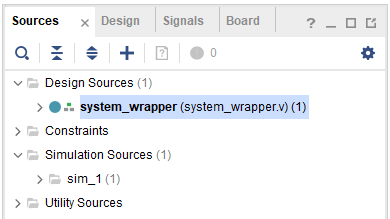 Sources × Design Signals Board ? _
? 0
Design Sources (1)
system_wrapper (system_wrapper.v) (1)
Constraints
Simulation Sources (1)
sim_1 (1)
Utility Sources